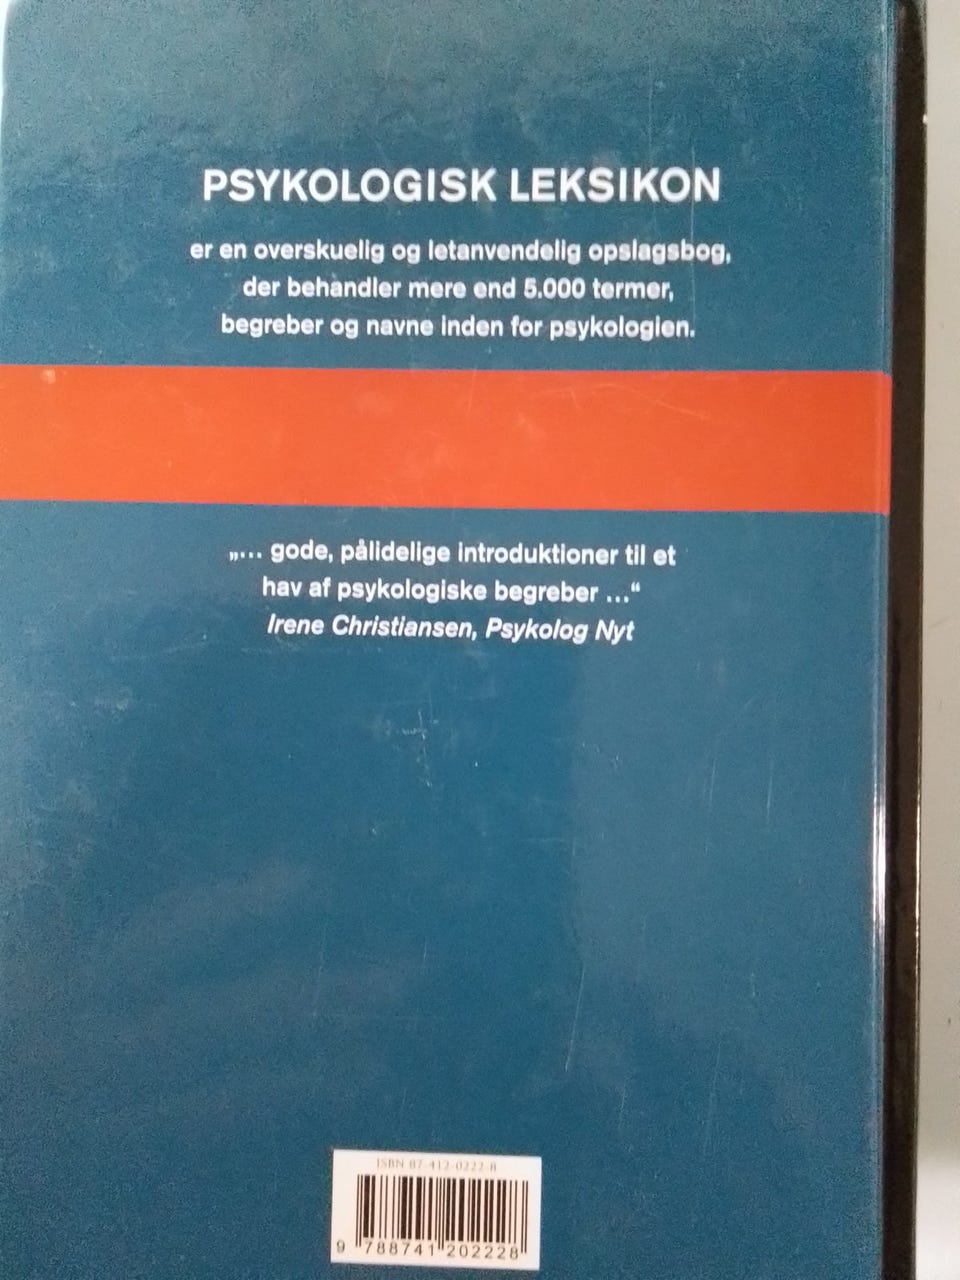 PSYKOLOGISK LEKSIKON
er en overskuelig og letanvendelig opslagsbog,
der behandler mere end 5.000 termer,
begreber og navne inden for psykologien.
„... gode, pålidelige introduktioner til et
hav af psykologiske begreber ...“
Irene Christiansen, Psykolog Nyt
ISBN 87-412-0222-8
9 788741 202228